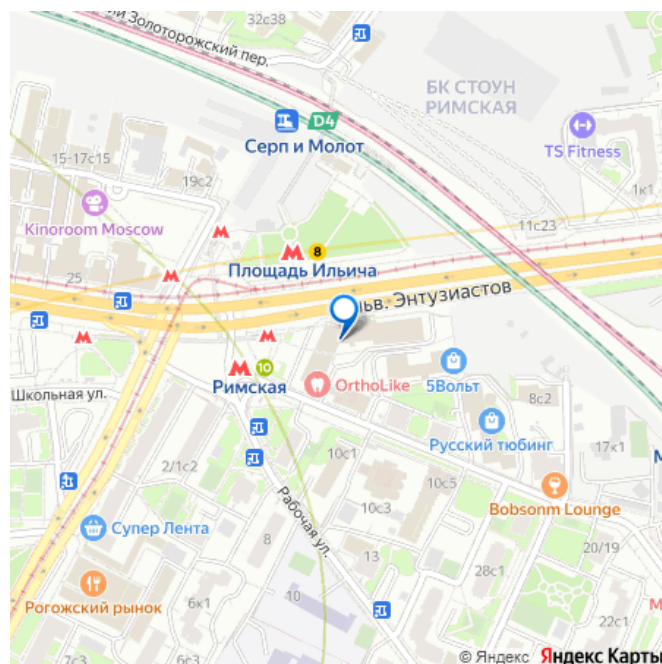 32с38
Золоторожский пер.
D4
Серп и Молот
БК СТОУН
РИМСКАЯ
TS Fitness
15-17с15
19с2
1к1
Kinoroom Moscow
11с23
8
Площадь Ильича
25
бьв. Энтузиастов
10
Римская
OrthoLike
5Вольт
Школьная ул.
8с2
Русский тюбинг
17к1
2/1с2
10с1
10с5
Bobsonm Lounge
10с3
Рабочая ул.
Супер Лента
8
13
20/19
28с1
Рогожский рынок
6к1
10
22с1
7с3
6с2
© Яндекс Яндекс Карты